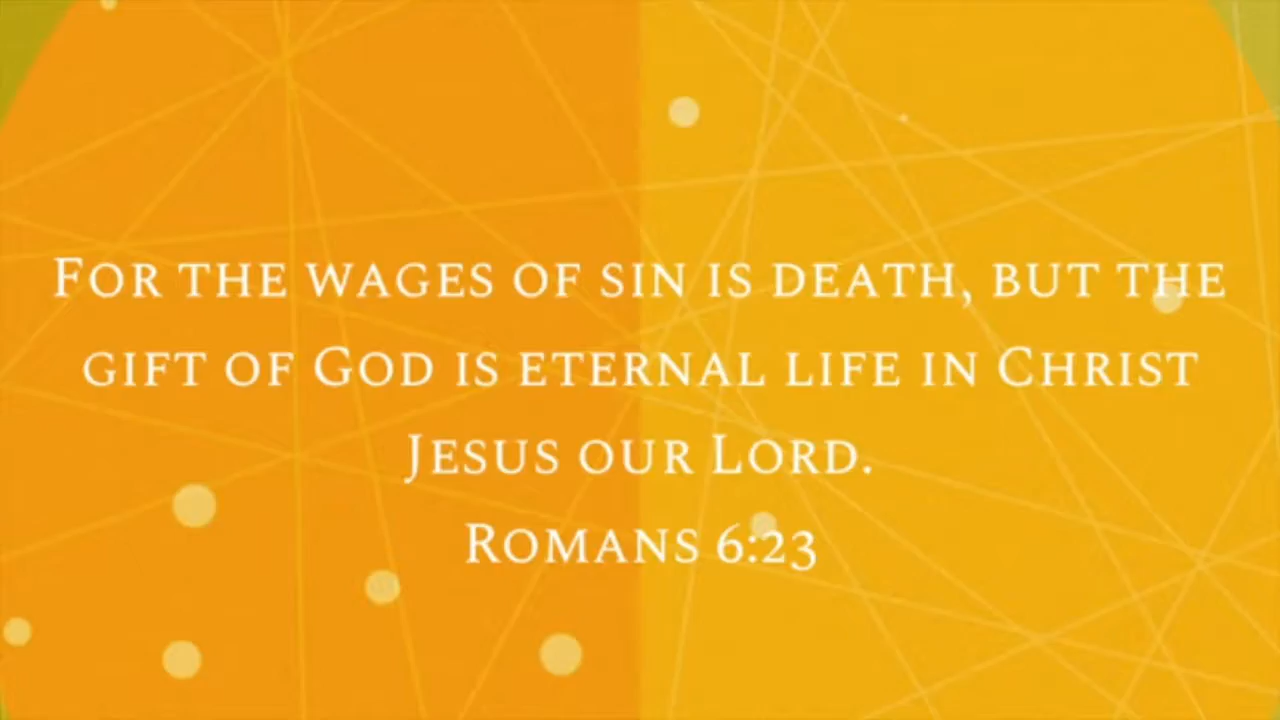 For the wages of sin is death, but the
gift of God is eternal life in Christ
Jesus our Lord.
Romans 6:23